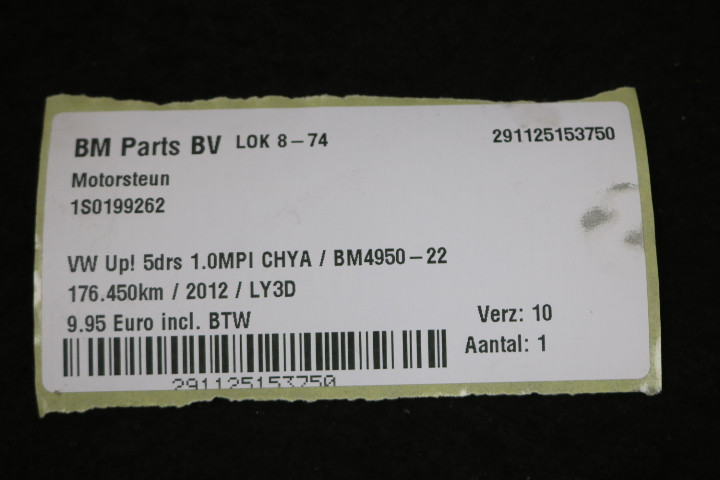 BM Parts BV LOK 8-74 291125153750
Motorsteun
1S0199262
VW Up! 5drs 1.0MPI CHYA / BM4950-22
176.450km / 2012 / LY3D
9.95 Euro incl. BTW Verz: 10
Aantal: 1
291125153750